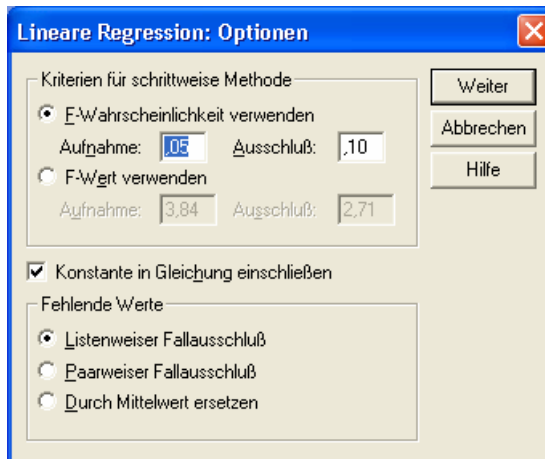 Lineare Regression: Optionen
Kriterien für schrittweise Methode
F-Wahrscheinlichkeit verwenden
Aufnahme: ,05 Ausschluß: ,10
F-Wert verwenden
Aufnahme: 3,84 Ausschluß: 2,71
Konstante in Gleichung einschließen
Fehlende Werte
Listenweiser Fallausschluß
Paarweiser Fallausschluß
Durch Mittelwert ersetzen
Weiter
Abbrechen
Hilfe